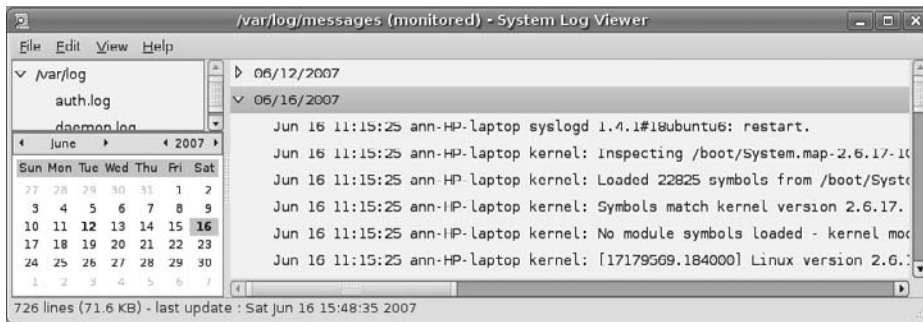 /var/log/messages (monitored) - System Log Viewer
File Edit View Help
/var/log
auth.log
daemon.log
June 2007
Sun Mon Tue Wed Thu Fri Sat
27 28 29 30 31 1 2
3 4 5 6 7 8 9
10 11 12 13 14 15 16
17 18 19 20 21 22 23
24 25 26 27 28 29 30
1 2 3 4 5 6 7
06/12/2007
06/16/2007
Jun 16 11:15:25 ann-HP-laptop syslogd 1.4.1#18ubuntu6: restart.
Jun 16 11:15:25 ann-HP-laptop kernel: Inspecting /boot/System.map-2.6.17-10
Jun 16 11:15:25 ann-HP-laptop kernel: Loaded 22825 symbols from /boot/Syste
Jun 16 11:15:25 ann-HP-laptop kernel: Symbols match kernel version 2.6.17.
Jun 16 11:15:25 ann-HP-laptop kernel: No module symbols loaded - kernel mod
Jun 16 11:15:25 ann-HP-laptop kernel: [17179569.184000] Linux version 2.6.1
726 lines (71.6 KB) - last update : Sat Jun 16 15:48:35 2007